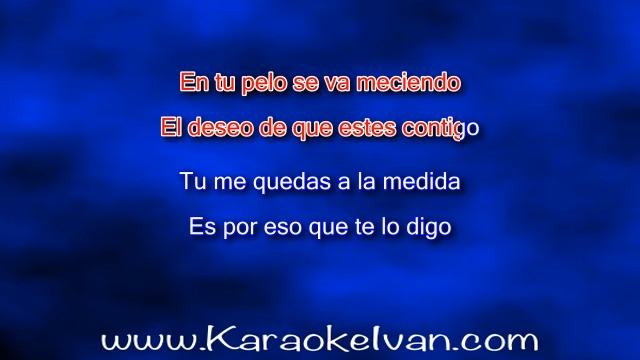 En tu pelo se va meciendo
El deseo de que estes contigo
Tu me quedas a la medida
Es por eso que te lo digo
www.KaraokeIvan.com